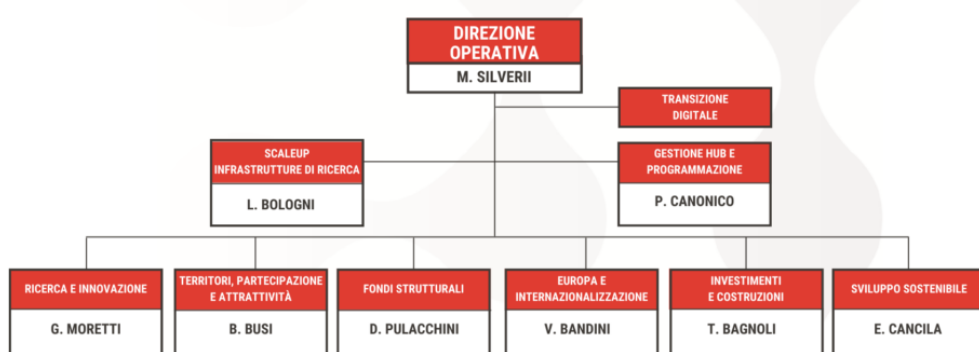 DIREZIONE
OPERATIVA
M. SILVERII
TRANSIZIONE
DIGITALE
SCALEUP
INFRASTRUTTURE DI RICERCA
L. BOLOGNI
GESTIONE HUB E
PROGRAMMAZIONE
P. CANONICO
RICERCA E INNOVAZIONE
G. MORETTI
TERRITORI, PARTECIPAZIONE
E ATTRATTIVITÀ
B. BUSI
FONDI STRUTTURALI
D. PULACCHINI
EUROPA E
INTERNAZIONALIZZAZIONE
V. BANDINI
INVESTIMENTI
E COSTRUZIONI
T. BAGNOLI
SVILUPPO SOSTENIBILE
E. CANCILA